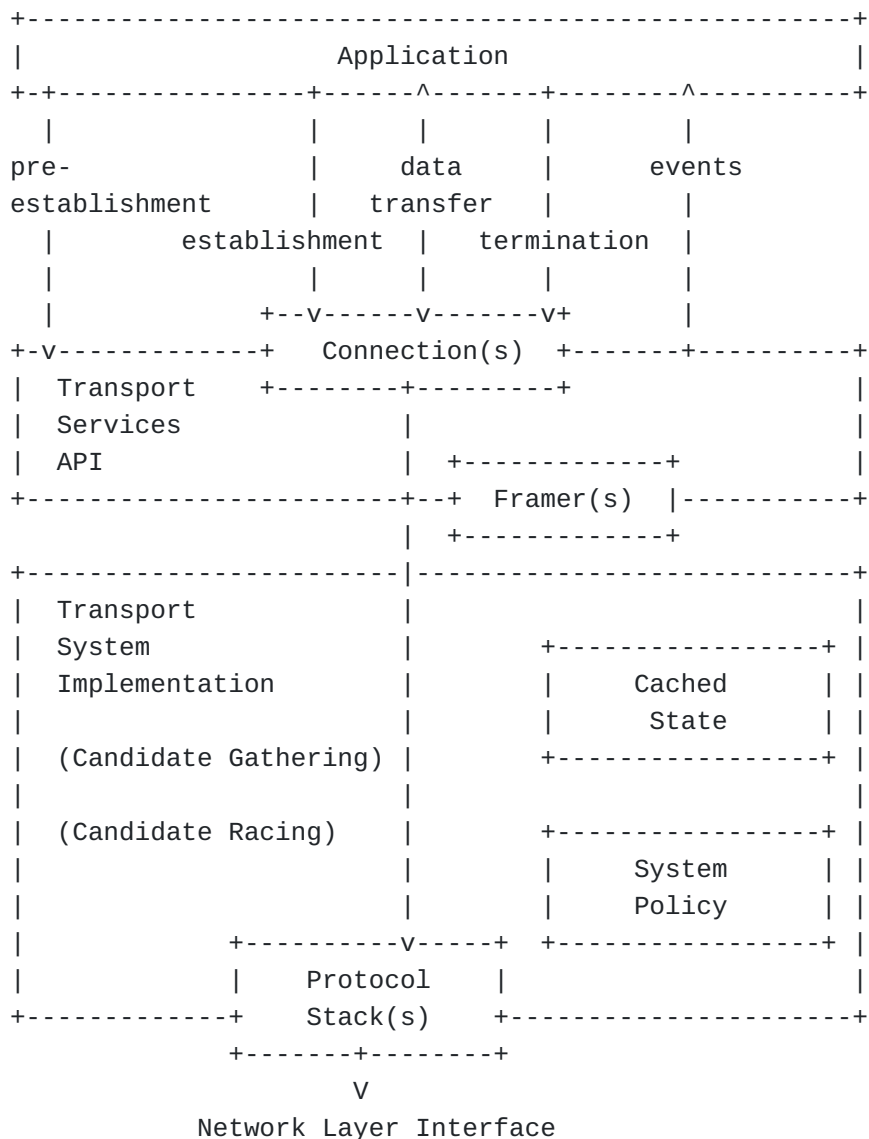 Application
pre- data events
establishment transfer
establishment termination
Connection(s)
Transport
Services
API
Framer(s)
Transport
System
Implementation Cached
State
(Candidate Gathering)
(Candidate Racing)
System
Policy
Protocol
Stack(s)
Network Layer Interface